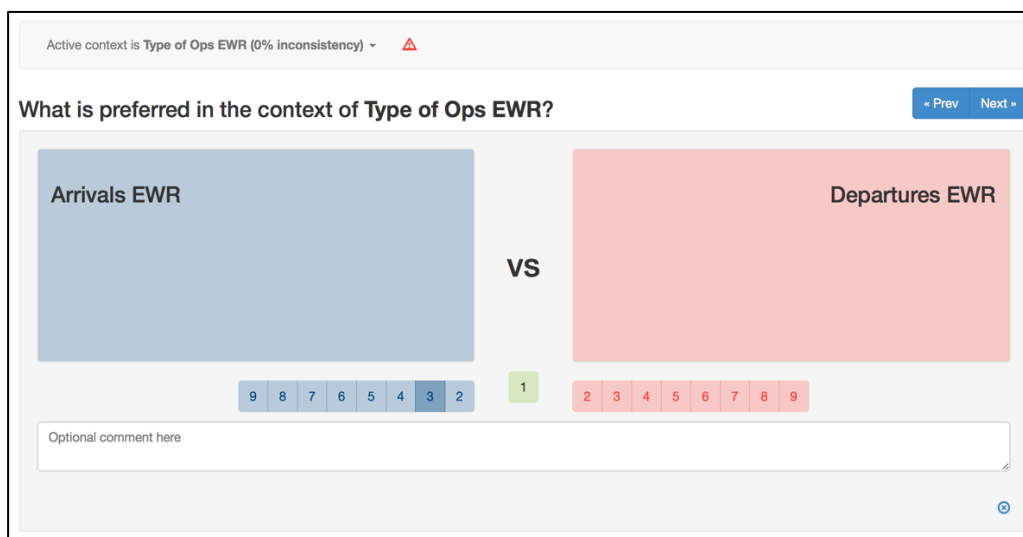 Active context is Type of Ops EWR (0% inconsistency)
What is preferred in the context of Type of Ops EWR?
« Prev Next »
Arrivals EWR
Departures EWR
VS
9 8 7 6 5 4 3 2
1
2 3 4 5 6 7 8 9
Optional comment here